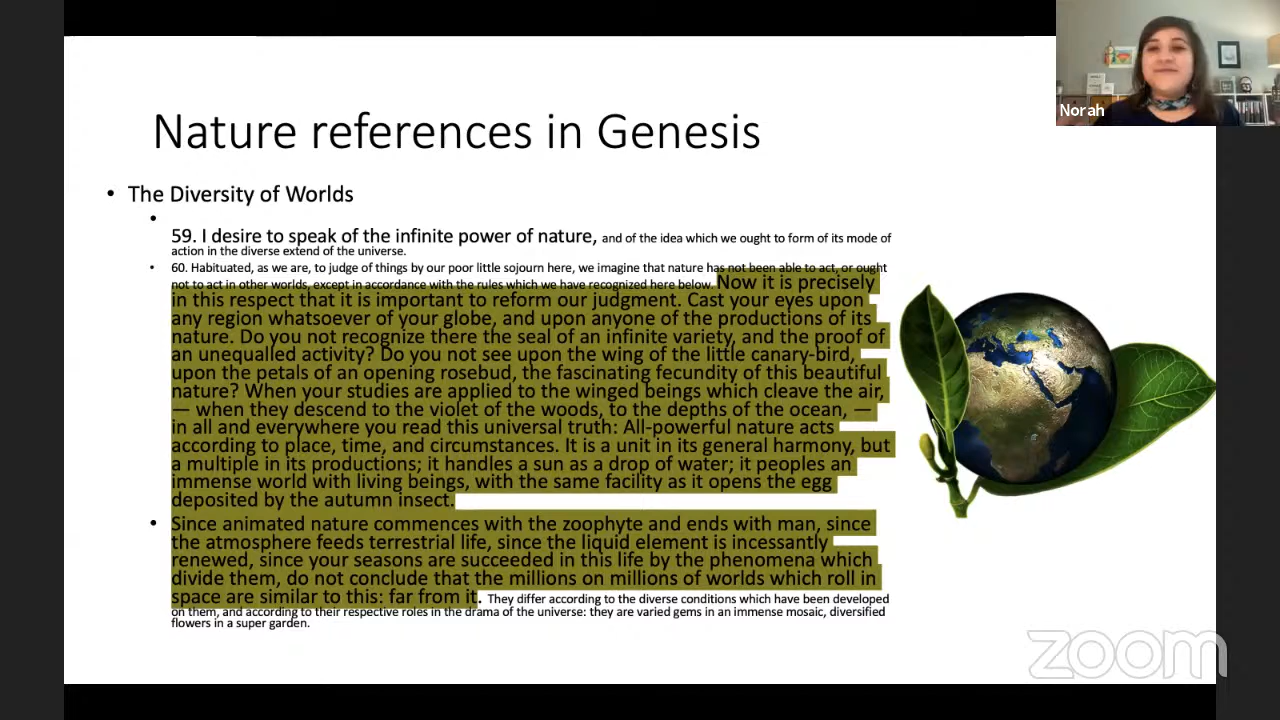 Nature references in Genesis
Norah
• The Diversity of Worlds
•
59. I desire to speak of the infinite power of nature, and of the idea which we ought to form of its mode of
action in the diverse extend of the universe.
• 60. Habituated, as we are, to judge of things by our poor little sojourn here, we imagine that nature has not been able to act, or ought
not to act in other worlds, except in accordance with the rules which we have recognized here below. Now it is precisely
in this respect that it is important to reform our judgment. Cast your eyes upon
any region whatsoever of your globe, and upon anyone of the productions of its
nature. Do you not recognize there the seal of an infinite variety, and the proof of
an unequalled activity? Do you not see upon the wing of the little canary-bird,
upon the petals of an opening rosebud, the fascinating fecundity of this beautiful
nature? When your studies are applied to the winged beings which cleave the air,
— when they descend to the violet of the woods, to the depths of the ocean, —
in all and everywhere you read this universal truth: All-powerful nature acts
according to place, time, and circumstances. It is a unit in its general harmony, but
a multiple in its productions; it handles a sun as a drop of water; it peoples an
immense world with living beings, with the same facility as it opens the egg
deposited by the autumn insect.
• Since animated nature commences with the zoophyte and ends with man, since
the atmosphere feeds terrestrial life, since the liquid element is incessantly
renewed, since your seasons are succeeded in this life by the phenomena which
divide them, do not conclude that the millions on millions of worlds which roll in
space are similar to this: far from it. They differ according to the diverse conditions which have been developed
on them, and according to their respective roles in the drama of the universe: they are varied gems in an immense mosaic, diversified
flowers in a super garden.
zoom